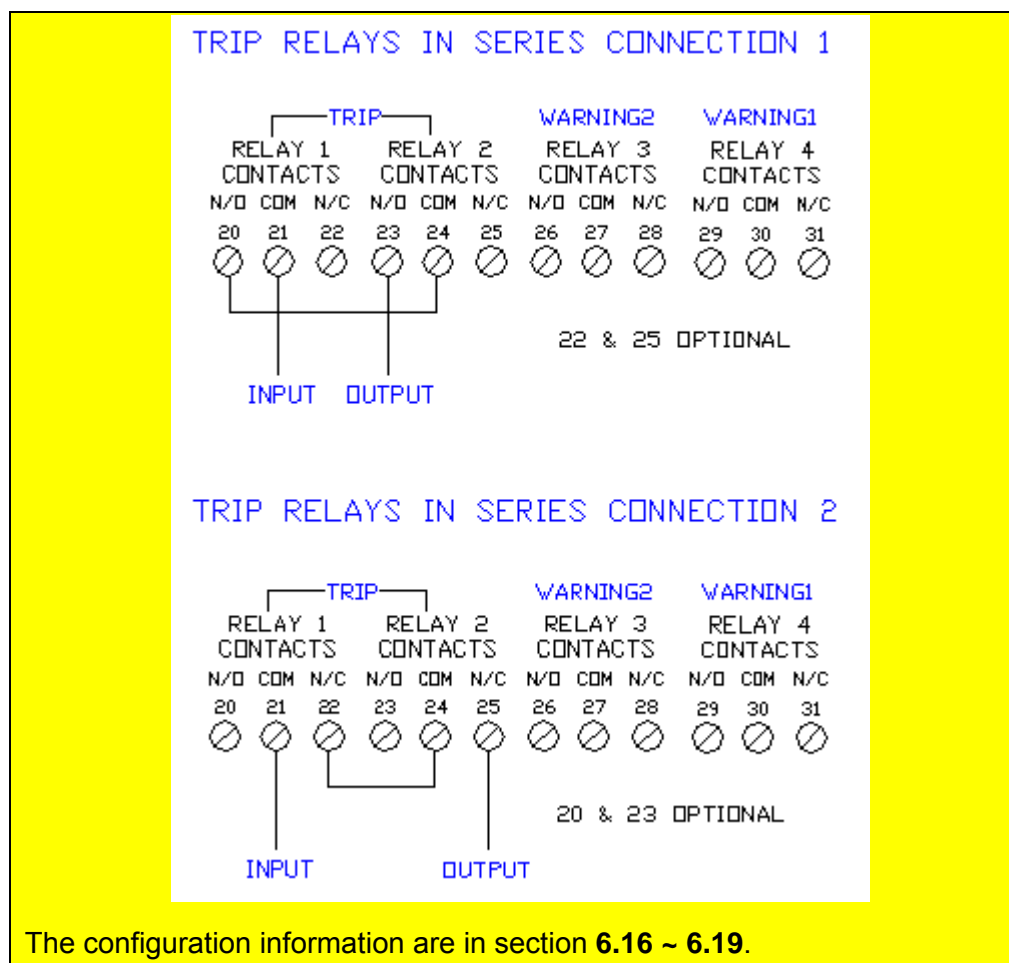 TRIP RELAYS IN SERIES CONNECTION 1
TRIP WARNING2 WARNING1
RELAY 1 RELAY 2 RELAY 3 RELAY 4
CONTACTS CONTACTS CONTACTS CONTACTS
N/O COM N/C N/O COM N/C N/O COM N/C N/O COM N/C
20 21 22 23 24 25 26 27 28 29 30 31
22 & 25 OPTIONAL
INPUT OUTPUT
TRIP RELAYS IN SERIES CONNECTION 2
TRIP WARNING2 WARNING1
RELAY 1 RELAY 2 RELAY 3 RELAY 4
CONTACTS CONTACTS CONTACTS CONTACTS
N/O COM N/C N/O COM N/C N/O COM N/C N/O COM N/C
20 21 22 23 24 25 26 27 28 29 30 31
20 & 23 OPTIONAL
INPUT OUTPUT
The configuration information are in section 6.16 ~ 6.19.